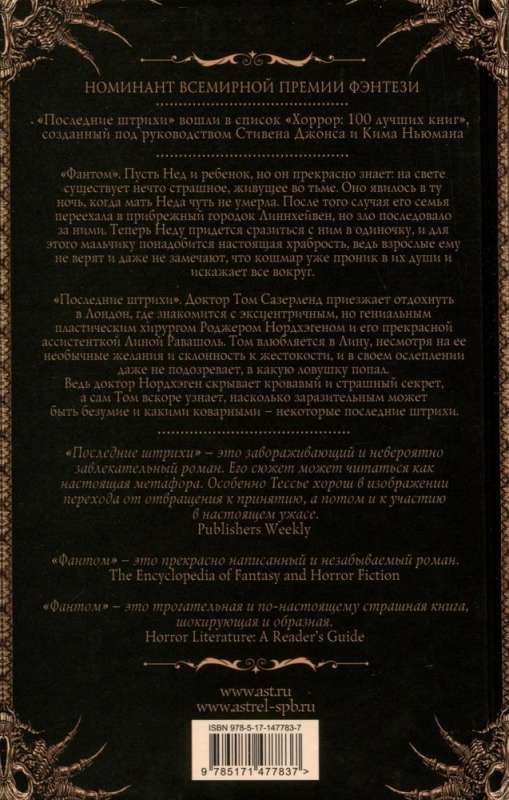 НОМИНАНТ ВСЕМИРНОЙ ПРЕМИИ ФЭНТЕЗИ
«Последние штрихи» вошли в список «Хоррор: 100 лучших книг»,
созданный под руководством Стивена Джонса и Кима Ньюмана
«Фантом». Пусть Нед и ребенок, но он прекрасно знает: на свете
существует нечто страшное, живущее во тьме. Оно явилось в ту
ночь, когда мать Неда чуть не умерла. После того случая его семья
переехала в прибрежный городок Линнхейвен, но зло последовало
за ними. Теперь Неду придется сразиться с ним в одиночку, и для
этого мальчику понадобится настоящая храбрость, ведь взрослые ему
не верят и даже не замечают, что кошмар уже проник в их души и
искажает все вокруг.
«Последние штрихи». Доктор Том Сазерленд приезжает отдохнуть
в Лондон, где знакомится с эксцентричным, но гениальным
пластическим хирургом Роджером Нордхэгеном и его прекрасной
ассистенткой Линой Равашоль. Том влюбляется в Лину, несмотря на ее
необычные желания и склонность к жестокости, и в своем ослеплении
даже не подозревает, в какую ловушку попал.
Ведь доктор Нордхэген скрывает кровавый и страшный секрет,
а сам Том вскоре узнает, насколько заразительным может
быть безумие и какими коварными – некоторые последние штрихи.
«Последние штрихи» – это завораживающий и невероятно
увлекательный роман. Его сюжет может читаться как
настоящая метафора. Особенно Тессье хорош в изображении
перехода от отвращения к принятию, а потом и к участию
в настоящем ужасе.
Publishers Weekly
«Фантом» – это прекрасно написанный и незабываемый роман.
The Encyclopedia of Fantasy and Horror Fiction
«Фантом» – это трогательная и по-настоящему страшная книга,
шокирующая и образная.
Horror Literature: A Reader's Guide
www.ast.ru
www.astrel-spb.ru
ISBN 978-5-17-147783-7
9 785171 477837 >